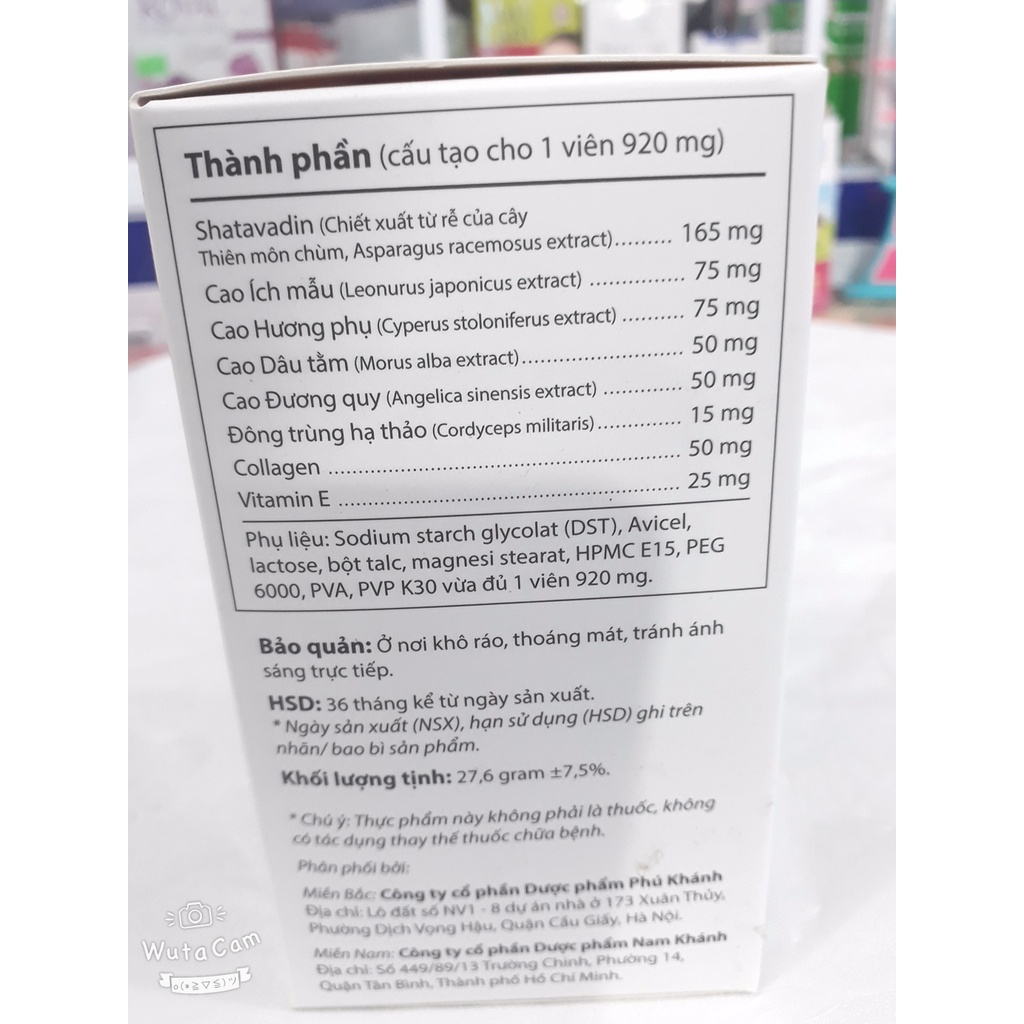 Thành phần (cấu tạo cho 1 viên 920 mg)
Shatavadin (Chiết xuất từ rễ của cây
Thiên môn chùm, Asparagus racemosus extract)......... 165 mg
Cao Ích mẫu (Leonurus japonicus extract) ............... 75 mg
Cao Hương phụ (Cyperus stoloniferus extract) .......... 75 mg
Cao Dâu tằm (Morus alba extract).......................... 50 mg
Cao Đương quy (Angelica sinensis extract) ............ 50 mg
Đông trùng hạ thảo (Cordyceps militaris)............. 15 mg
Collagen ........................................................ 50 mg
Vitamin E ....................................................... 25 mg
Phụ liệu: Sodium starch glycolat (DST), Avicel,
lactose, bột talc, magnesi stearat, HPMC E15, PEG
6000, PVA, PVP K30 vừa đủ 1 viên 920 mg.
Bảo quản: Ở nơi khô ráo, thoáng mát, tránh ánh
sáng trực tiếp.
HSD: 36 tháng kể từ ngày sản xuất.
* Ngày sản xuất (NSX), hạn sử dụng (HSD) ghi trên
nhãn/ bao bì sản phẩm.
Khối lượng tịnh: 27,6 gram ±7,5%.
* Chú ý: Thực phẩm này không phải là thuốc, không
có tác dụng thay thế thuốc chữa bệnh.
Phân phối bởi:
Miền Bắc: Công ty cổ phần Dược phẩm Phú Khánh
Địa chỉ: Lô đất số NV1 - 8 dự án nhà ở 173 Xuân Thủy,
Phường Dịch Vọng Hậu, Quận Cầu Giấy, Hà Nội.
Miền Nam: Công ty cổ phần Dược phẩm Nam Khánh
Địa chỉ: Số 449/89/13 Trường Chinh, Phường 14,
Quận Tân Bình, Thành phố Hồ Chí Minh.
WutaCam